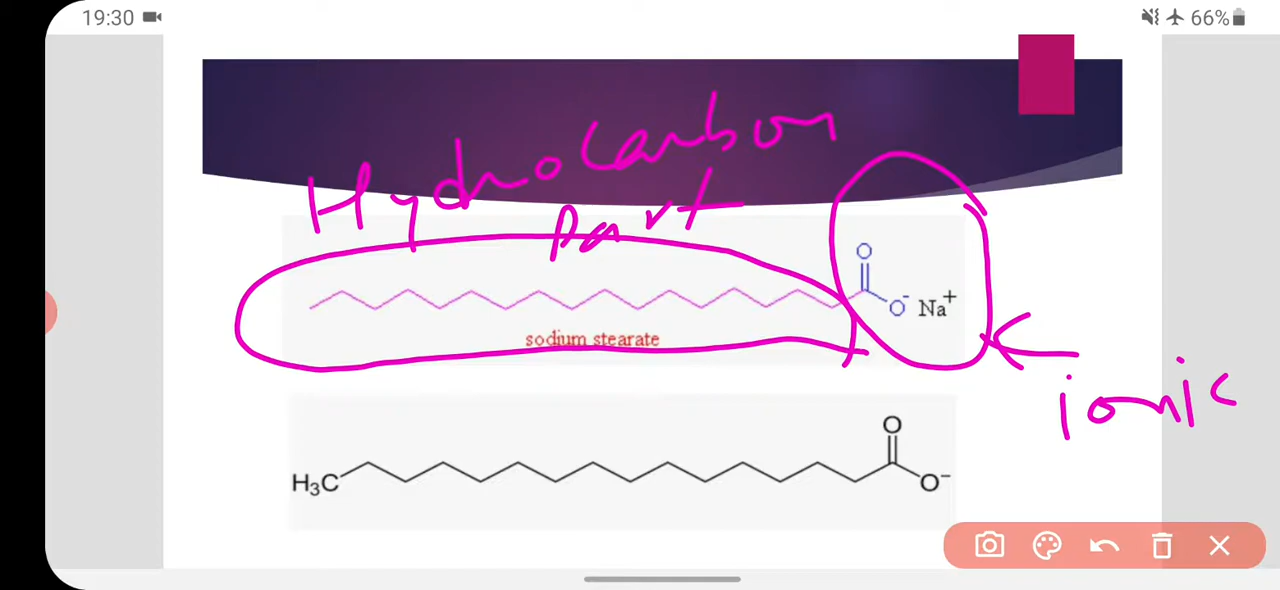 19:30
66%
Hydrocarbon
part
O
O⁻ Na⁺
sodium stearate
ionic
O
H₃C
O⁻